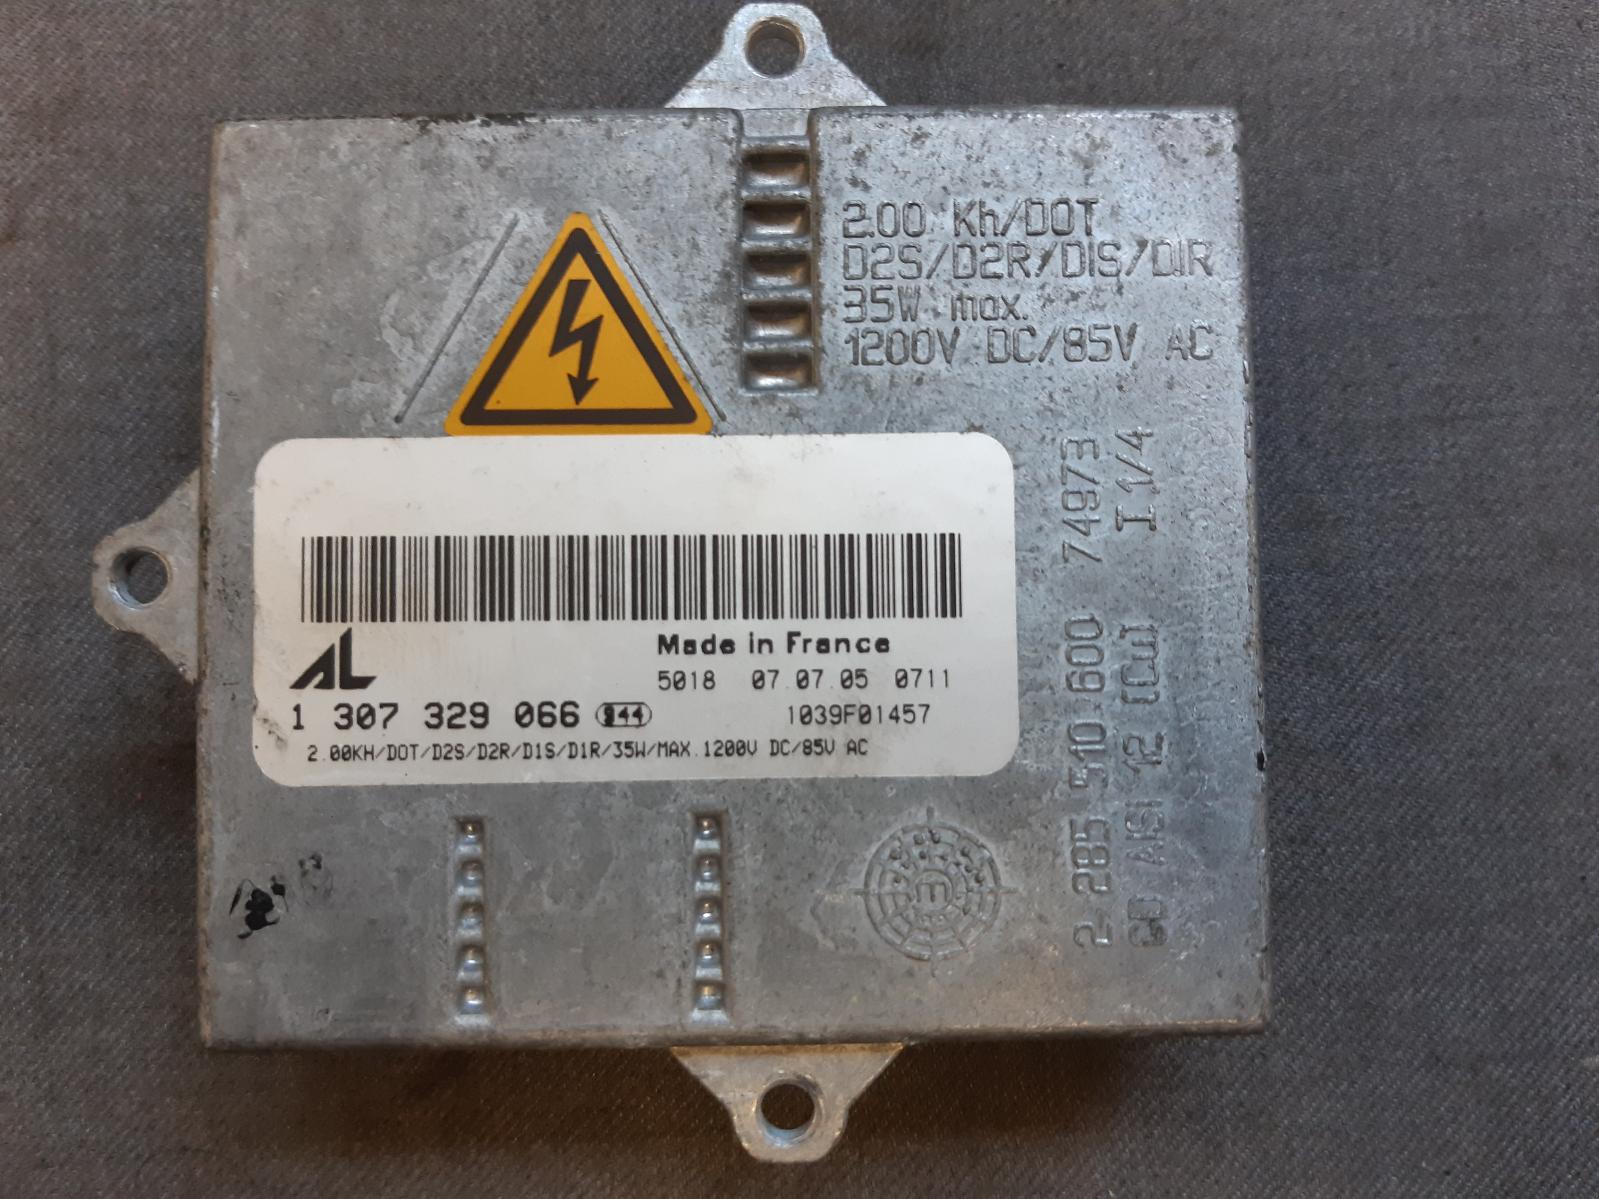 2.00 Kh/DOT
D2S/D2R/D1S/D1R
35W max.
1200V DC/85V AC
Made in France
AL
5018 07.07.05 0711
1 307 329 066 944
1039F01457
2.00KH/DOT/D2S/D2R/D1S/D1R/35W/MAX.1200V DC/85V AC
2 285 510.600 74973
GD AlSi 12 (Cu) I.1/4